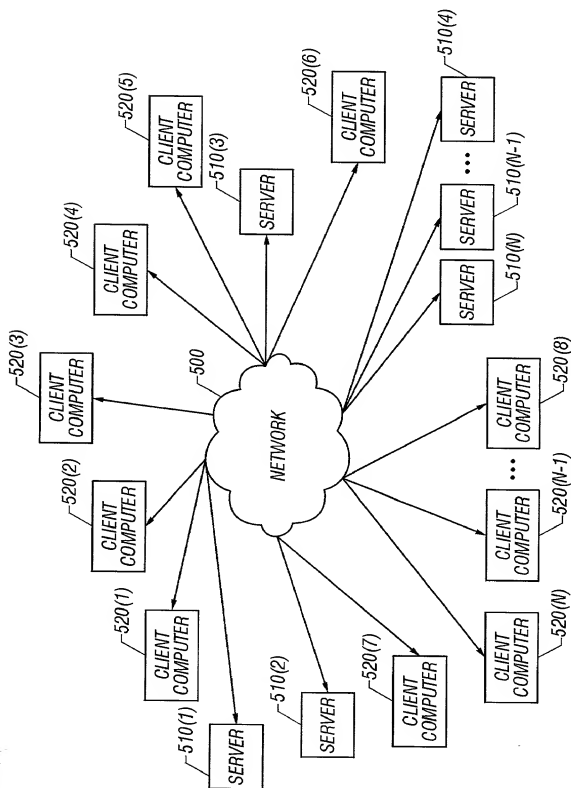 520(5)
CLIENT
COMPUTER
520(4)
CLIENT
COMPUTER
510(3)
SERVER
520(6)
CLIENT
COMPUTER
510(4)
SERVER
•••
SERVER
510(N-1)
SERVER
510(N)
520(3)
CLIENT
COMPUTER
500
NETWORK
520(2)
CLIENT
COMPUTER
520(1)
CLIENT
COMPUTER
510(1)
SERVER
510(2)
SERVER
520(7)
CLIENT
COMPUTER
520(8)
CLIENT
COMPUTER
•••
520(N-1)
CLIENT
COMPUTER
520(N)
CLIENT
COMPUTER